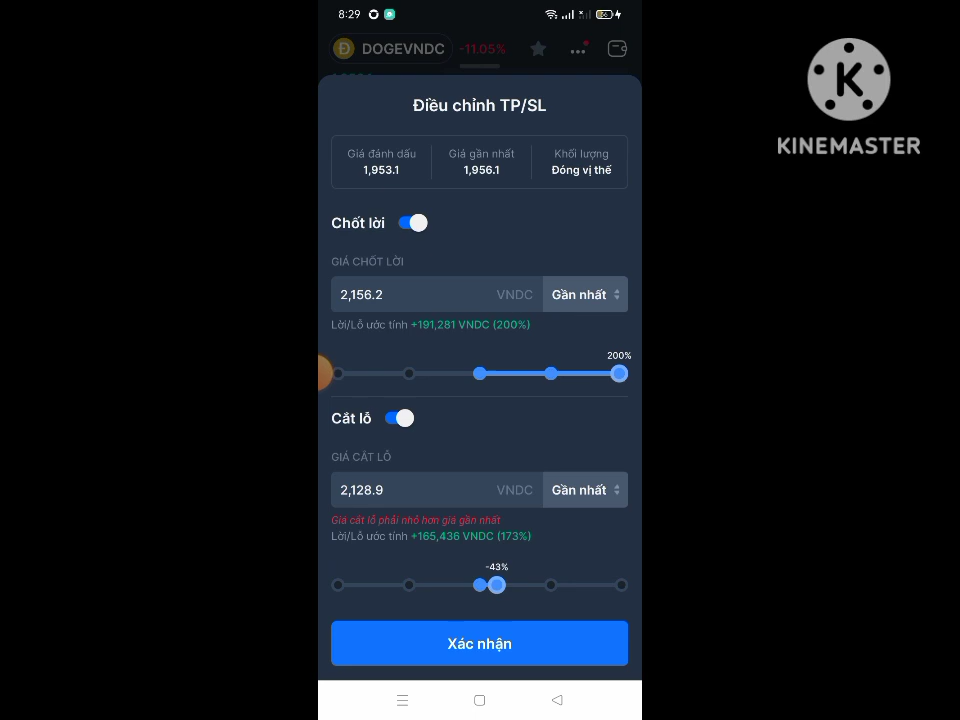 8:29
DOGEVNDC -11.05%
KINEMASTER
Điều chỉnh TP/SL
Giá đánh dấu Giá gần nhất Khối lượng
1,953.1 1,956.1 Đóng vị thế
Chốt lời
GIÁ CHỐT LỜI
2,156.2 VNDC Gần nhất
Lời/Lỗ ước tính +191,281 VNDC (200%)
200%
Cắt lỗ
GIÁ CẮT LỖ
2,128.9 VNDC Gần nhất
Giá cắt lỗ phải nhỏ hơn giá gần nhất
Lời/Lỗ ước tính +165,436 VNDC (173%)
-43%
Xác nhận